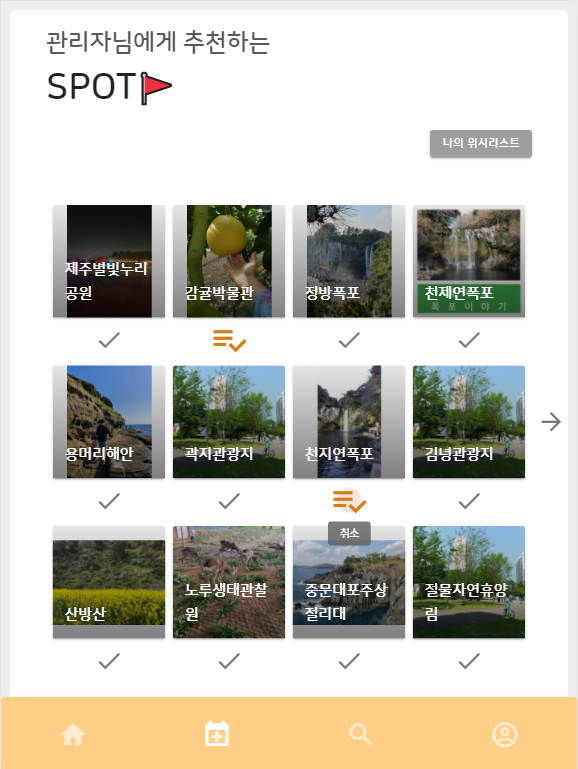 관리자님에게 추천하는
SPOT
나의 위시리스트
제주별빛누리
공원
감귤박물관
정방폭포
천제연폭포
폭포이야기
용머리해안
곽지관광지
천지연폭포
김녕관광지
취소
산방산
노루생태관찰
원
중문대포주상
절리대
절물자연휴양
림